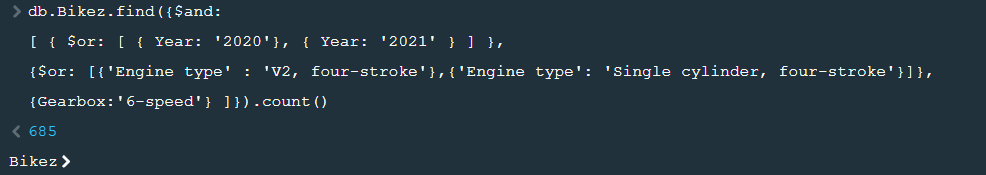 > db.Bikez.find({$and:
[ { $or: [ { Year: '2020'}, { Year: '2021' } ] },
{$or: [{'Engine type' : 'V2, four-stroke'},{'Engine type': 'Single cylinder, four-stroke'}]},
{Gearbox:'6-speed'} ]}).count()
< 685
Bikez>